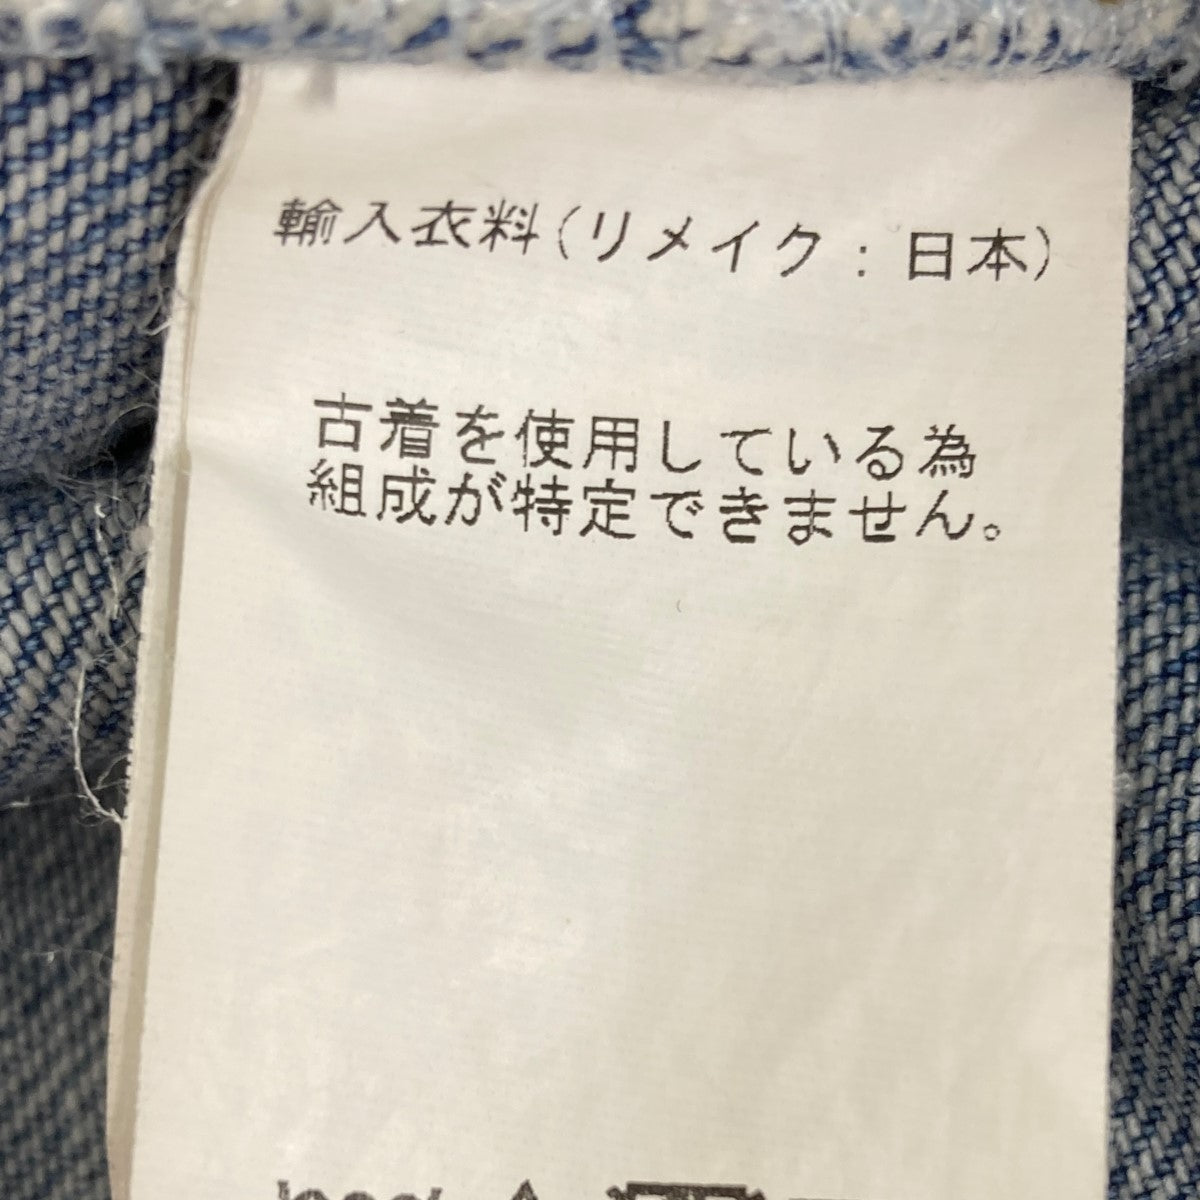 輸入衣料(リメイク：日本)
古着を使用している為
組成が特定できません。